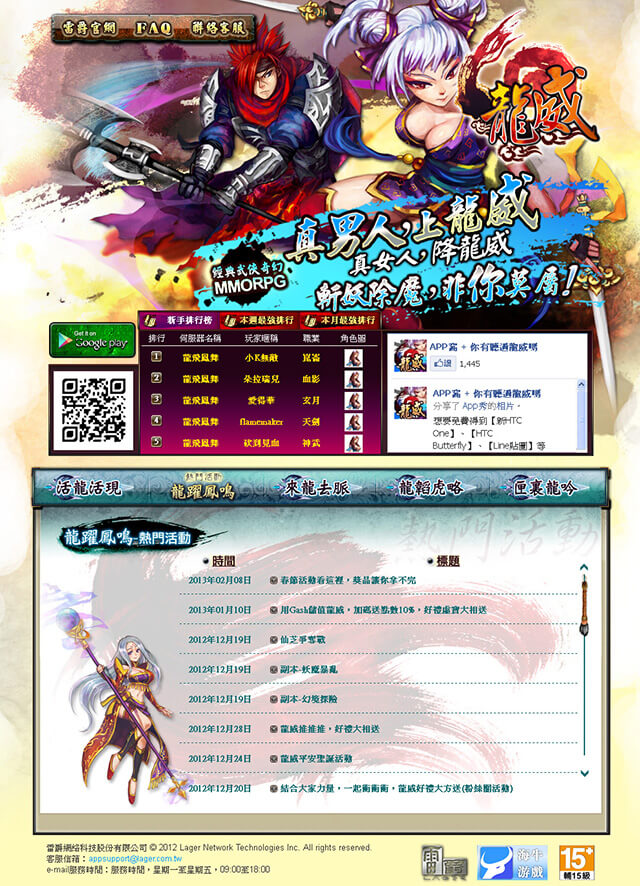 雷爵官網
FAQ
聯絡客服
龍威
真男人,上龍威
真女人,降龍威
斬妖除魔,非你莫屬!
經典武俠奇幻
MMORPG
Get it on
Google play
新手排行榜
本週最強排行
本月最強排行
排行 伺服器名稱 玩家暱稱 職業 角色圖
1 龍飛鳳舞 小K無敵 崑崙
2 龍飛鳳舞 朵拉瑞兒 血影
3 龍飛鳳舞 愛得華 玄月
4 龍飛鳳舞 flamemaker 天劍
5 龍飛鳳舞 砍到見血 神武
APP窩 + 你有聽過龍威嗎
讚 1,445
APP窩 + 你有聽過龍威嗎
分享了 App秀的相片。
想要免費得到【新HTC
One】、【HTC
Butterfly】、【Line貼圖】等
活龍活現
熱門活動
龍躍鳳鳴
來龍去脈
龍韜虎略
匣裏龍吟
龍躍鳳鳴-熱門活動
熱門活動
時間 標題
2013年02月08日 春節活動看這裡,獎品讓你拿不完
2013年01月10日 用Gash儲值龍威,加碼送點數10%,好禮虛寶大相送
2012年12月19日 仙芝爭奪戰
2012年12月19日 副本-妖魔暴亂
2012年12月19日 副本-幻境探險
2012年12月28日 龍威推推推,好禮大相送
2012年12月24日 龍威平安聖誕活動
2012年12月20日 結合大家力量,一起衝衝衝,龍威好禮大方送(粉絲團活動)
雷爵網絡科技股份有限公司 © 2012 Lager Network Technologies Inc. All rights reserved.
客服信箱:appsupport@lager.com.tw
e-mail服務時間:服務時間,星期一至星期五,09:00至18:00
雷爵
LAGER
海牛
遊戲
15+
輔15級